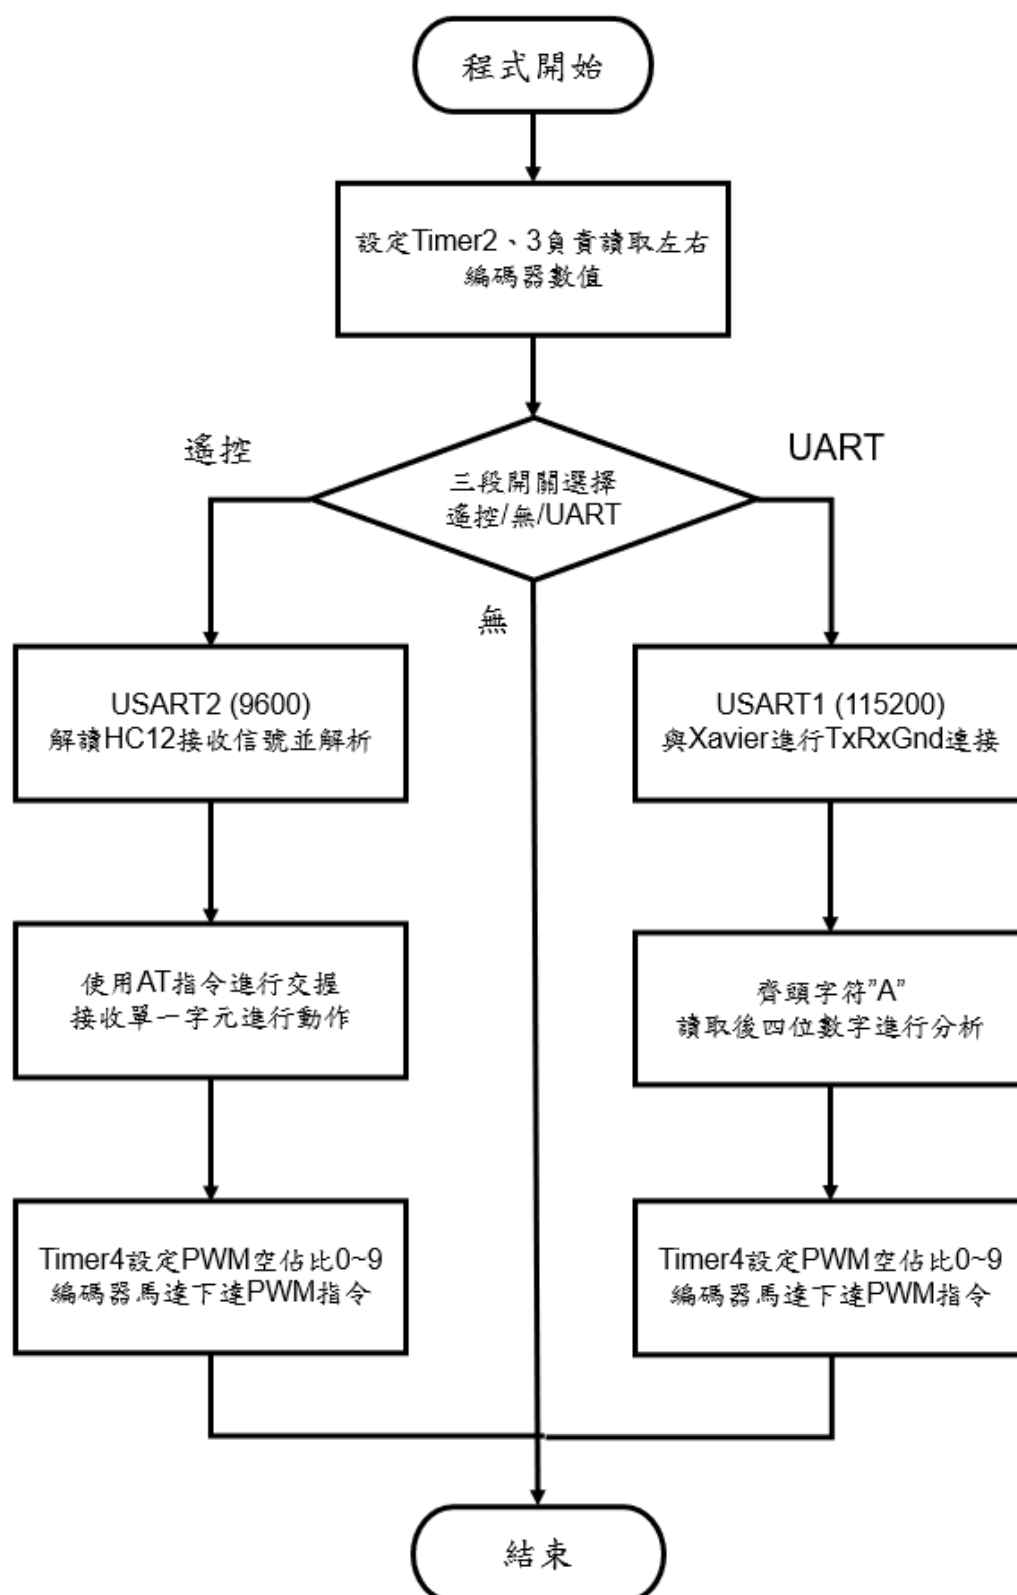 程式開始
設定Timer2、3負責讀取左右
編碼器數值
遙控
UART
三段開關選擇
遙控/無/UART
無
USART2 (9600)
解讀HC12接收信號並解析
USART1 (115200)
與Xavier進行TxRxGnd連接
使用AT指令進行交握
接收單一字元進行動作
齊頭字符”A”
讀取後四位數字進行分析
Timer4設定PWM空佔比0~9
編碼器馬達下達PWM指令
Timer4設定PWM空佔比0~9
編碼器馬達下達PWM指令
結束